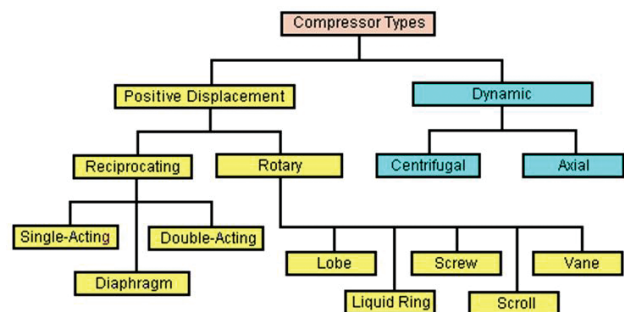 Compressor Types
Positive Displacement
Dynamic
Reciprocating
Rotary
Centrifugal
Axial
Single-Acting
Double-Acting
Diaphragm
Lobe
Screw
Vane
Liquid Ring
Scroll